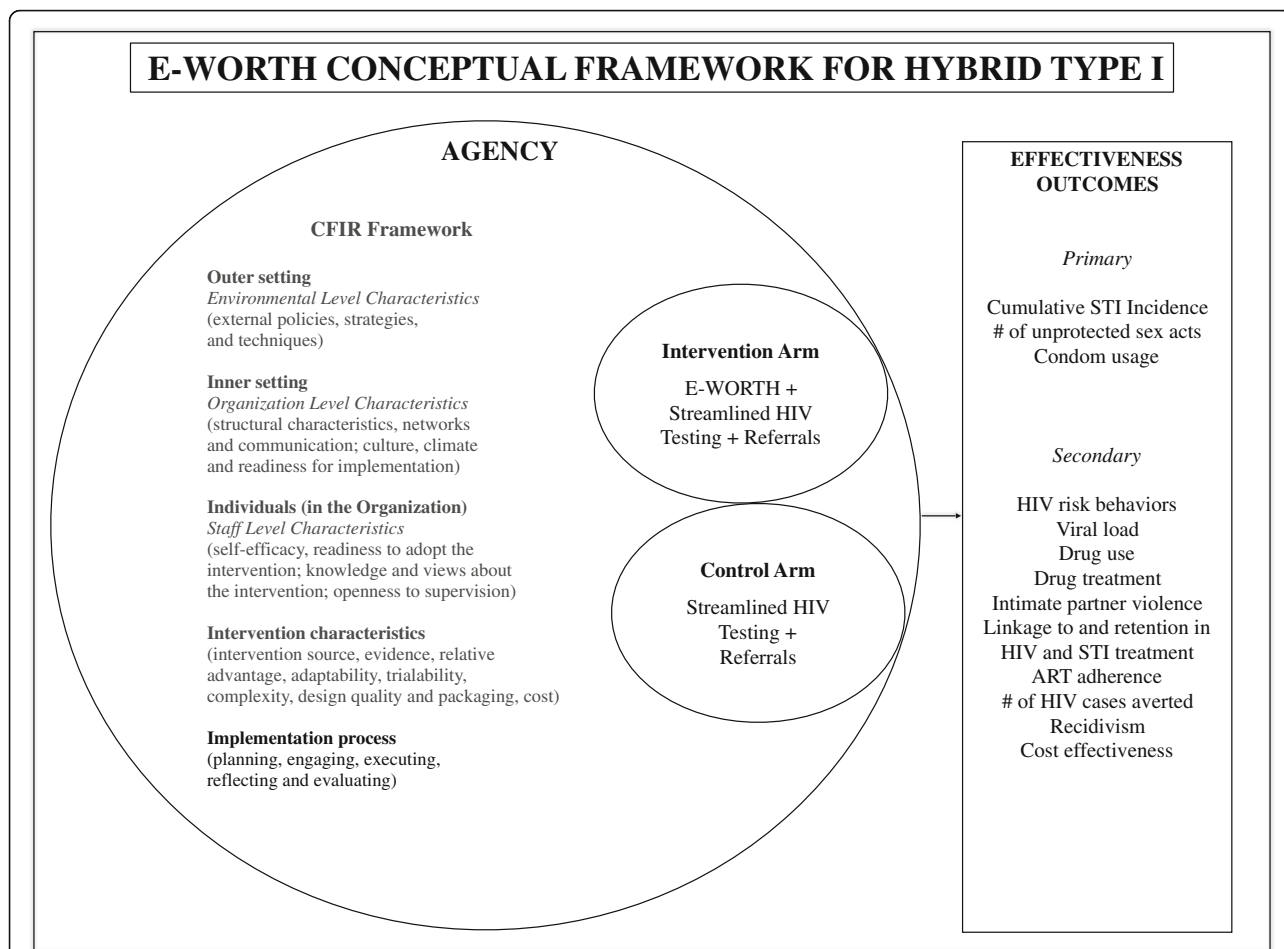 E-WORTH CONCEPTUAL FRAMEWORK FOR HYBRID TYPE I
AGENCY
CFIR Framework
Outer setting
Environmental Level Characteristics
(external policies, strategies,
and techniques)
Inner setting
Organization Level Characteristics
(structural characteristics, networks
and communication; culture, climate
and readiness for implementation)
Individuals (in the Organization)
Staff Level Characteristics
(self-efficacy, readiness to adopt the
intervention; knowledge and views about
the intervention; openness to supervision)
Intervention characteristics
(intervention source, evidence, relative
advantage, adaptability, trialability,
complexity, design quality and packaging, cost)
Implementation process
(planning, engaging, executing,
reflecting and evaluating)
Intervention Arm
E-WORTH +
Streamlined HIV
Testing + Referrals
Control Arm
Streamlined HIV
Testing +
Referrals
EFFECTIVENESS
OUTCOMES
Primary
Cumulative STI Incidence
# of unprotected sex acts
Condom usage
Secondary
HIV risk behaviors
Viral load
Drug use
Drug treatment
Intimate partner violence
Linkage to and retention in
HIV and STI treatment
ART adherence
# of HIV cases averted
Recidivism
Cost effectiveness